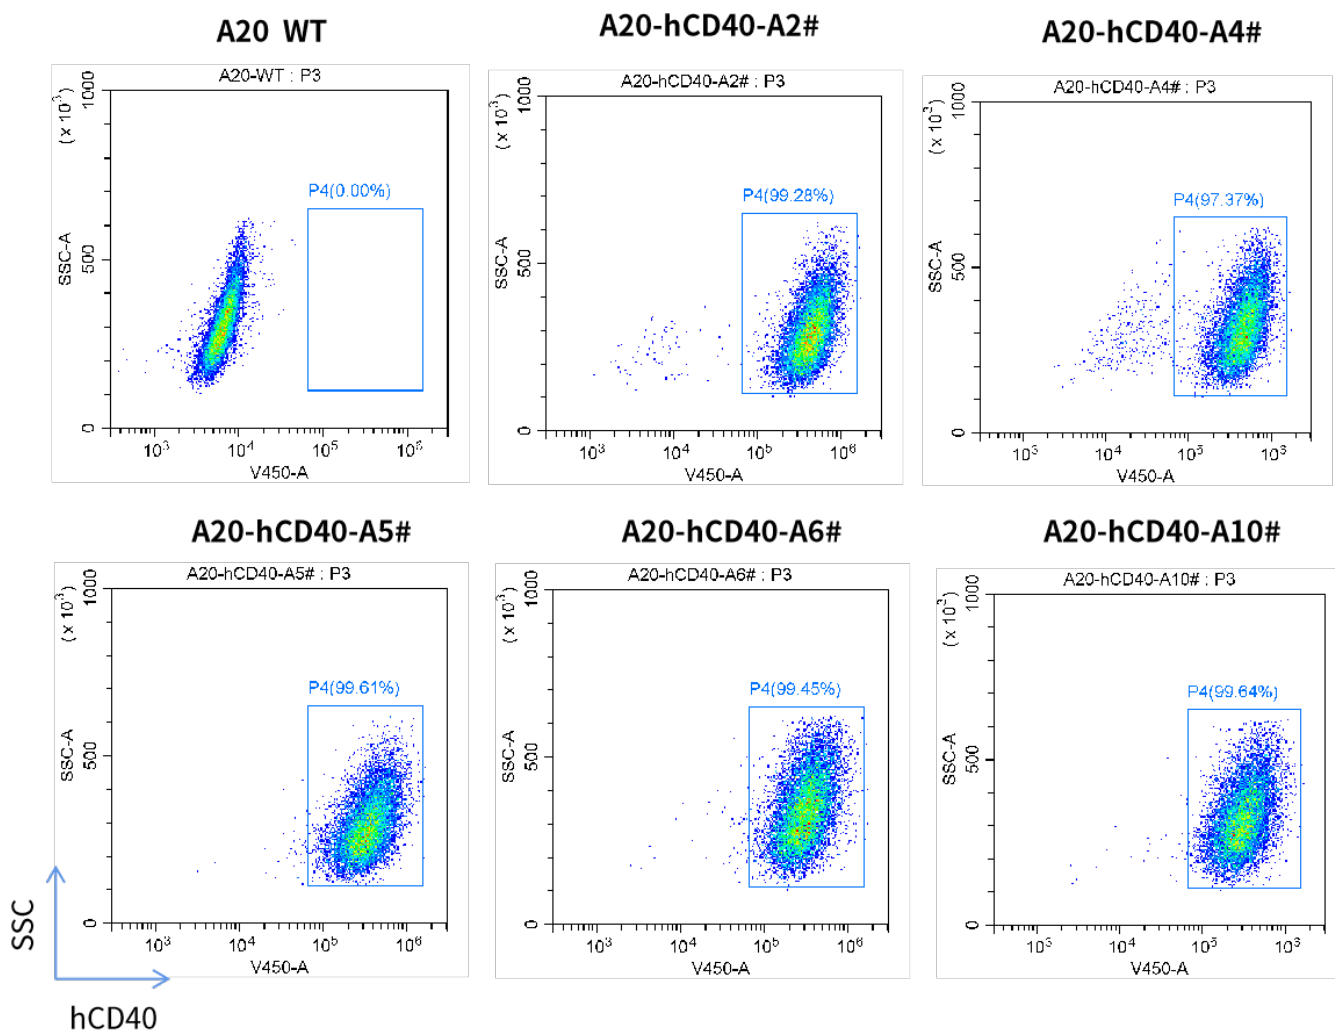 A20 WT
A20-hCD40-A2#
A20-hCD40-A4#
A20-WT : P3
(x 10³)
1000
500
0
SSC-A
P4(0.00%)
10³ 10⁴ 10⁵ 10⁶
V450-A
A20-hCD40-A2# : P3
(x 10³)
1000
500
0
SSC-A
P4(99.28%)
10³ 10⁴ 10⁵ 10⁶
V450-A
A20-hCD40-A4# : P3
(x 10³)
1000
500
0
SSC-A
P4(97.37%)
10³ 10⁴ 10⁵ 10³
V450-A
A20-hCD40-A5#
A20-hCD40-A6#
A20-hCD40-A10#
A20-hCD40-A5# : P3
(x 10³)
1000
500
0
SSC-A
P4(99.61%)
10³ 10⁴ 10⁵ 10⁶
V450-A
A20-hCD40-A6# : P3
(x 10³)
1000
500
0
SSC-A
P4(99.45%)
10³ 10⁴ 10⁵ 10⁶
V450-A
A20-hCD40-A10# : P3
(x 10³)
1000
500
0
SSC-A
P4(99.64%)
10³ 10⁴ 10⁵ 10³
V450-A
SSC
hCD40